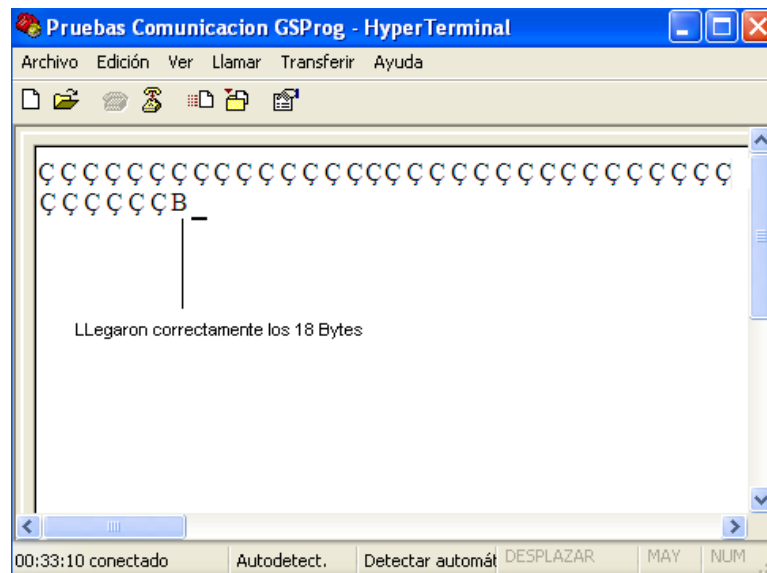 Pruebas Comunicacion GSProg - HyperTerminal
Archivo Edición Ver Llamar Transferir Ayuda
ÇÇÇÇÇÇÇÇÇÇÇÇÇÇÇÇÇÇÇÇÇÇÇÇÇÇÇÇÇÇÇÇ
ÇÇÇÇÇÇB_
LLegaron correctamente los 18 Bytes
00:33:10 conectado Autodetect. Detectar automát DESPLAZAR MAY NUM